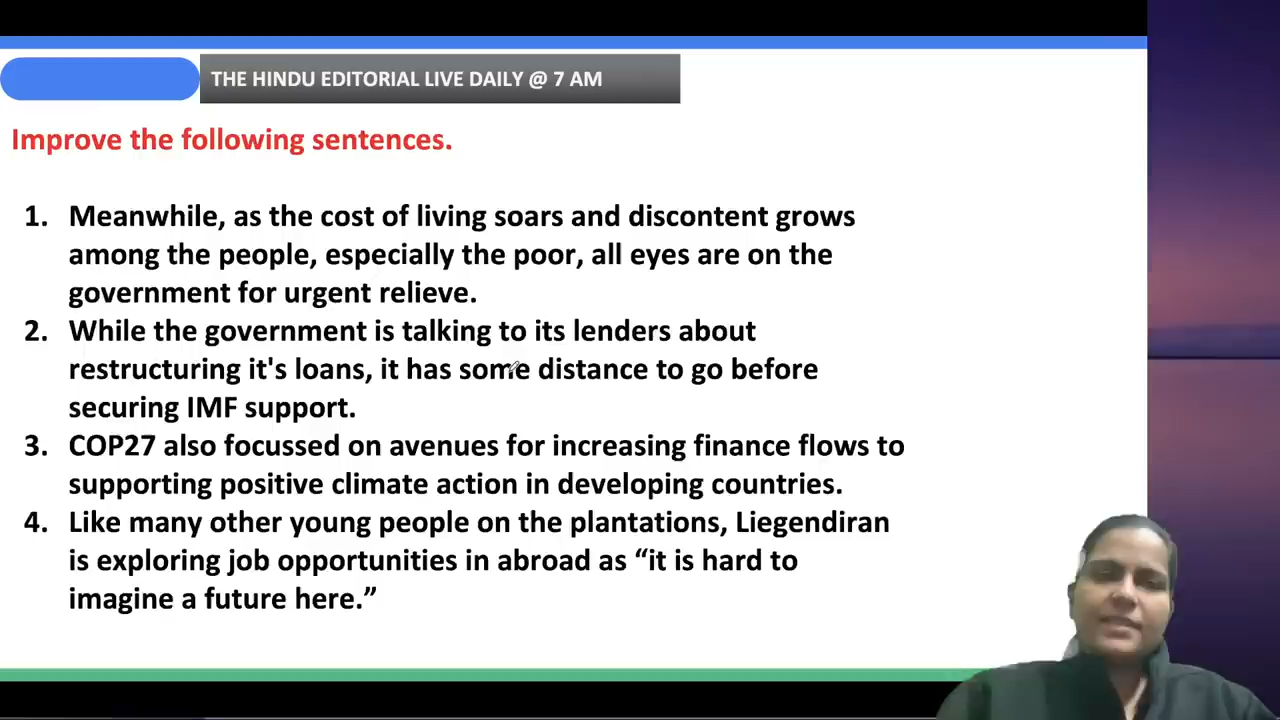 THE HINDU EDITORIAL LIVE DAILY @ 7 AM
Improve the following sentences.
1. Meanwhile, as the cost of living soars and discontent grows
among the people, especially the poor, all eyes are on the
government for urgent relieve.
2. While the government is talking to its lenders about
restructuring it's loans, it has some distance to go before
securing IMF support.
3. COP27 also focussed on avenues for increasing finance flows to
supporting positive climate action in developing countries.
4. Like many other young people on the plantations, Liegendiran
is exploring job opportunities in abroad as “it is hard to
imagine a future here.”